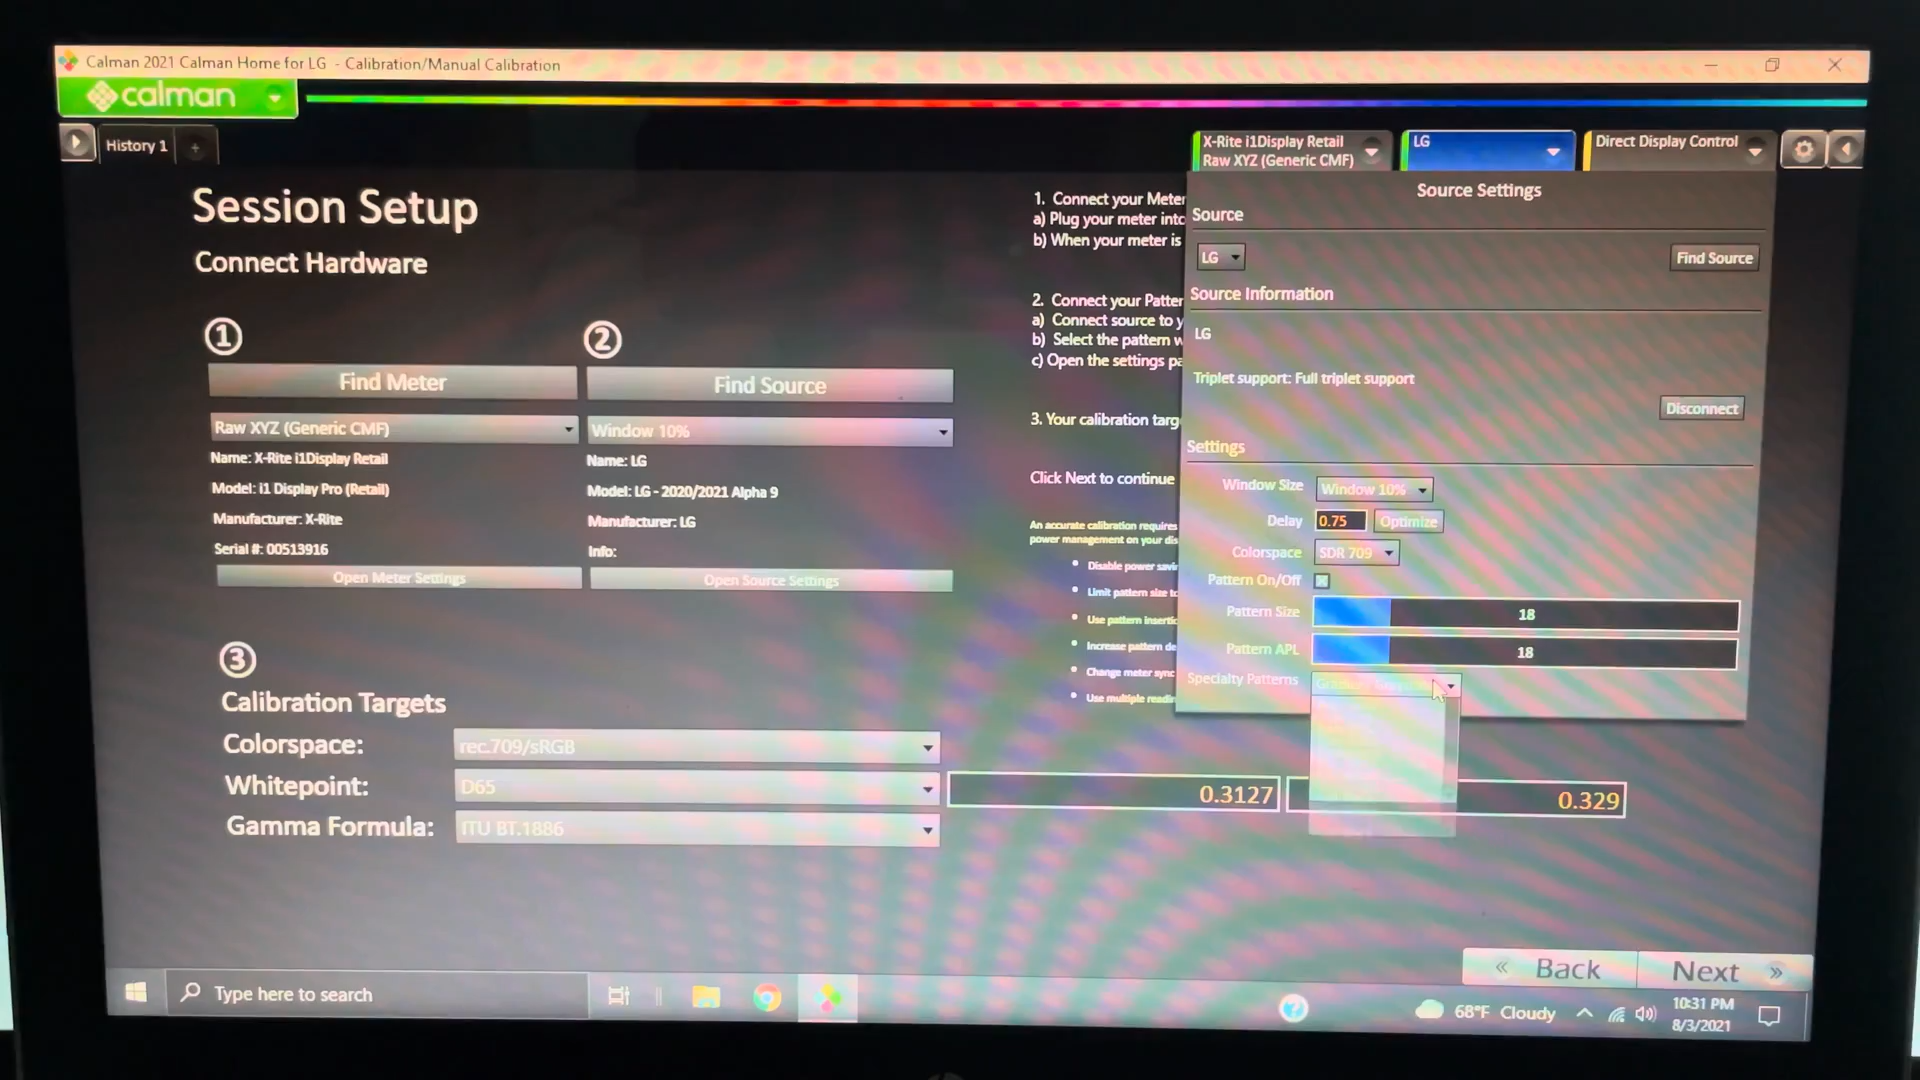 Calman 2021 Calman Home for LG - Calibration/Manual Calibration
calman
History 1
+
X-Rite i1Display Retail
Raw XYZ (Generic CMF)
LG
Direct Display Control
Session Setup
Connect Hardware
1
Find Meter
Raw XYZ (Generic CMF)
Name: X-Rite i1Display Retail
Model: i1 Display Pro (Retail)
Manufacturer: X-Rite
Serial #: 00513916
Open Meter Settings
2
Find Source
Window 10%
Name: LG
Model: LG - 2020/2021 Alpha 9
Manufacturer: LG
Info:
Open Source Settings
1. Connect your Meter
a) Plug your meter into
b) When your meter is
2. Connect your Patter
a) Connect source to y
b) Select the pattern w
c) Open the settings pa
3. Your calibration targ
Click Next to continue
An accurate calibration requires
power management on your dis
• Disable power savi
• Limit pattern size to
• Use pattern insertio
• Increase pattern de
• Change meter sync
• Use multiple readin
Source Settings
Source
LG
Find Source
Source Information
LG
Triplet support: Full triplet support
Disconnect
Settings
Window Size
Window 10%
Delay
0.75
Optimize
Colorspace
SDR 709
Pattern On/Off
Pattern Size
18
Pattern APL
18
Specialty Patterns
3
Calibration Targets
Colorspace:
rec.709/sRGB
Whitepoint:
D65
0.3127
0.329
Gamma Formula:
ITU BT.1886
« Back
Next »
Type here to search
68°F Cloudy
10:31 PM
8/3/2021